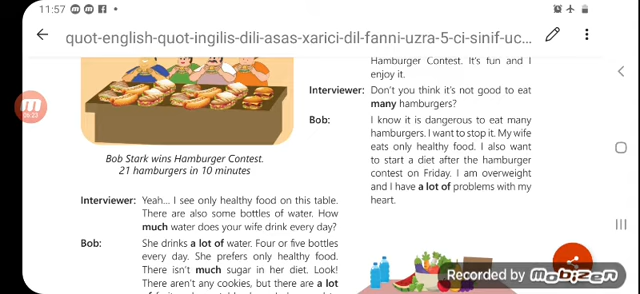 11:57
quot-english-quot-ingilis-dili-asas-xarici-dil-fanni-uzra-5-ci-sinif-uc...
06:23
Bob Stark wins Hamburger Contest.
21 hamburgers in 10 minutes
Interviewer: Yeah... I see only healthy food on this table.
There are also some bottles of water. How
much water does your wife drink every day?
Bob: She drinks a lot of water. Four or five bottles
every day. She prefers only healthy food.
There isn't much sugar in her diet. Look!
There aren't any cookies, but there are a lot
Hamburger Contest. It's fun and I
enjoy it.
Interviewer: Don't you think it's not good to eat
many hamburgers?
Bob: I know it is dangerous to eat many
hamburgers. I want to stop it. My wife
eats only healthy food. I also want
to start a diet after the hamburger
contest on Friday. I am overweight
and I have a lot of problems with my
heart.
Recorded by mobizen